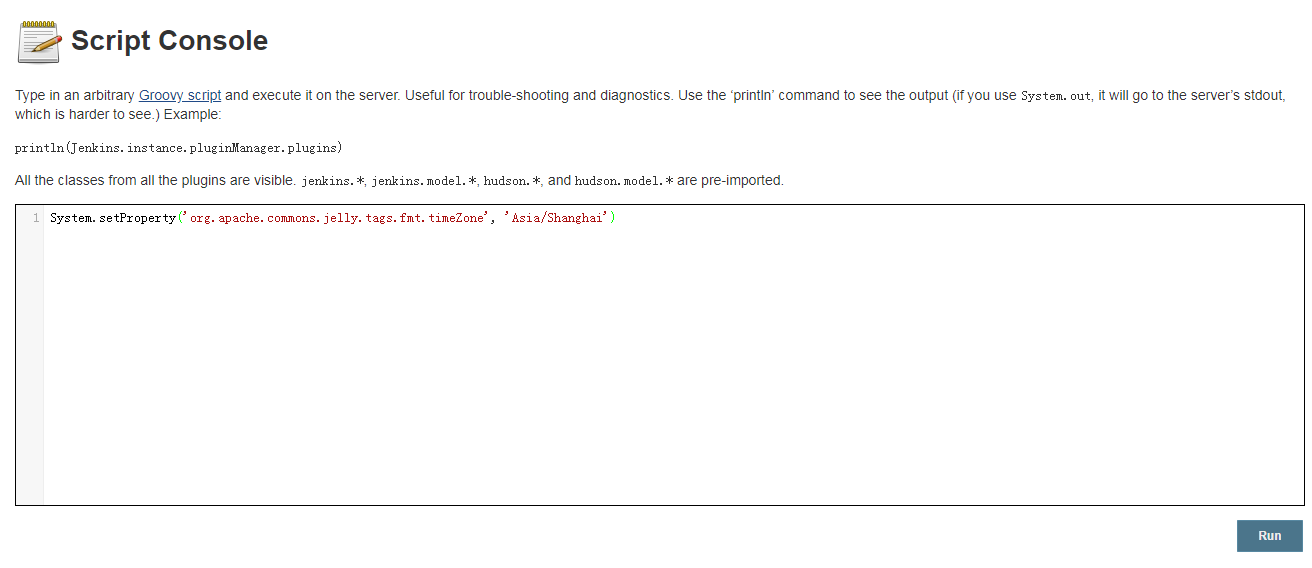 Script Console
Type in an arbitrary Groovy script and execute it on the server. Useful for trouble-shooting and diagnostics. Use the ‘println’ command to see the output (if you use System.out, it will go to the server’s stdout,
which is harder to see.) Example:
println(Jenkins.instance.pluginManager.plugins)
All the classes from all the plugins are visible. jenkins.*, jenkins.model.*, hudson.*, and hudson.model.* are pre-imported.
1 System.setProperty('org.apache.commons.jelly.tags.fmt.timeZone', 'Asia/Shanghai')
Run